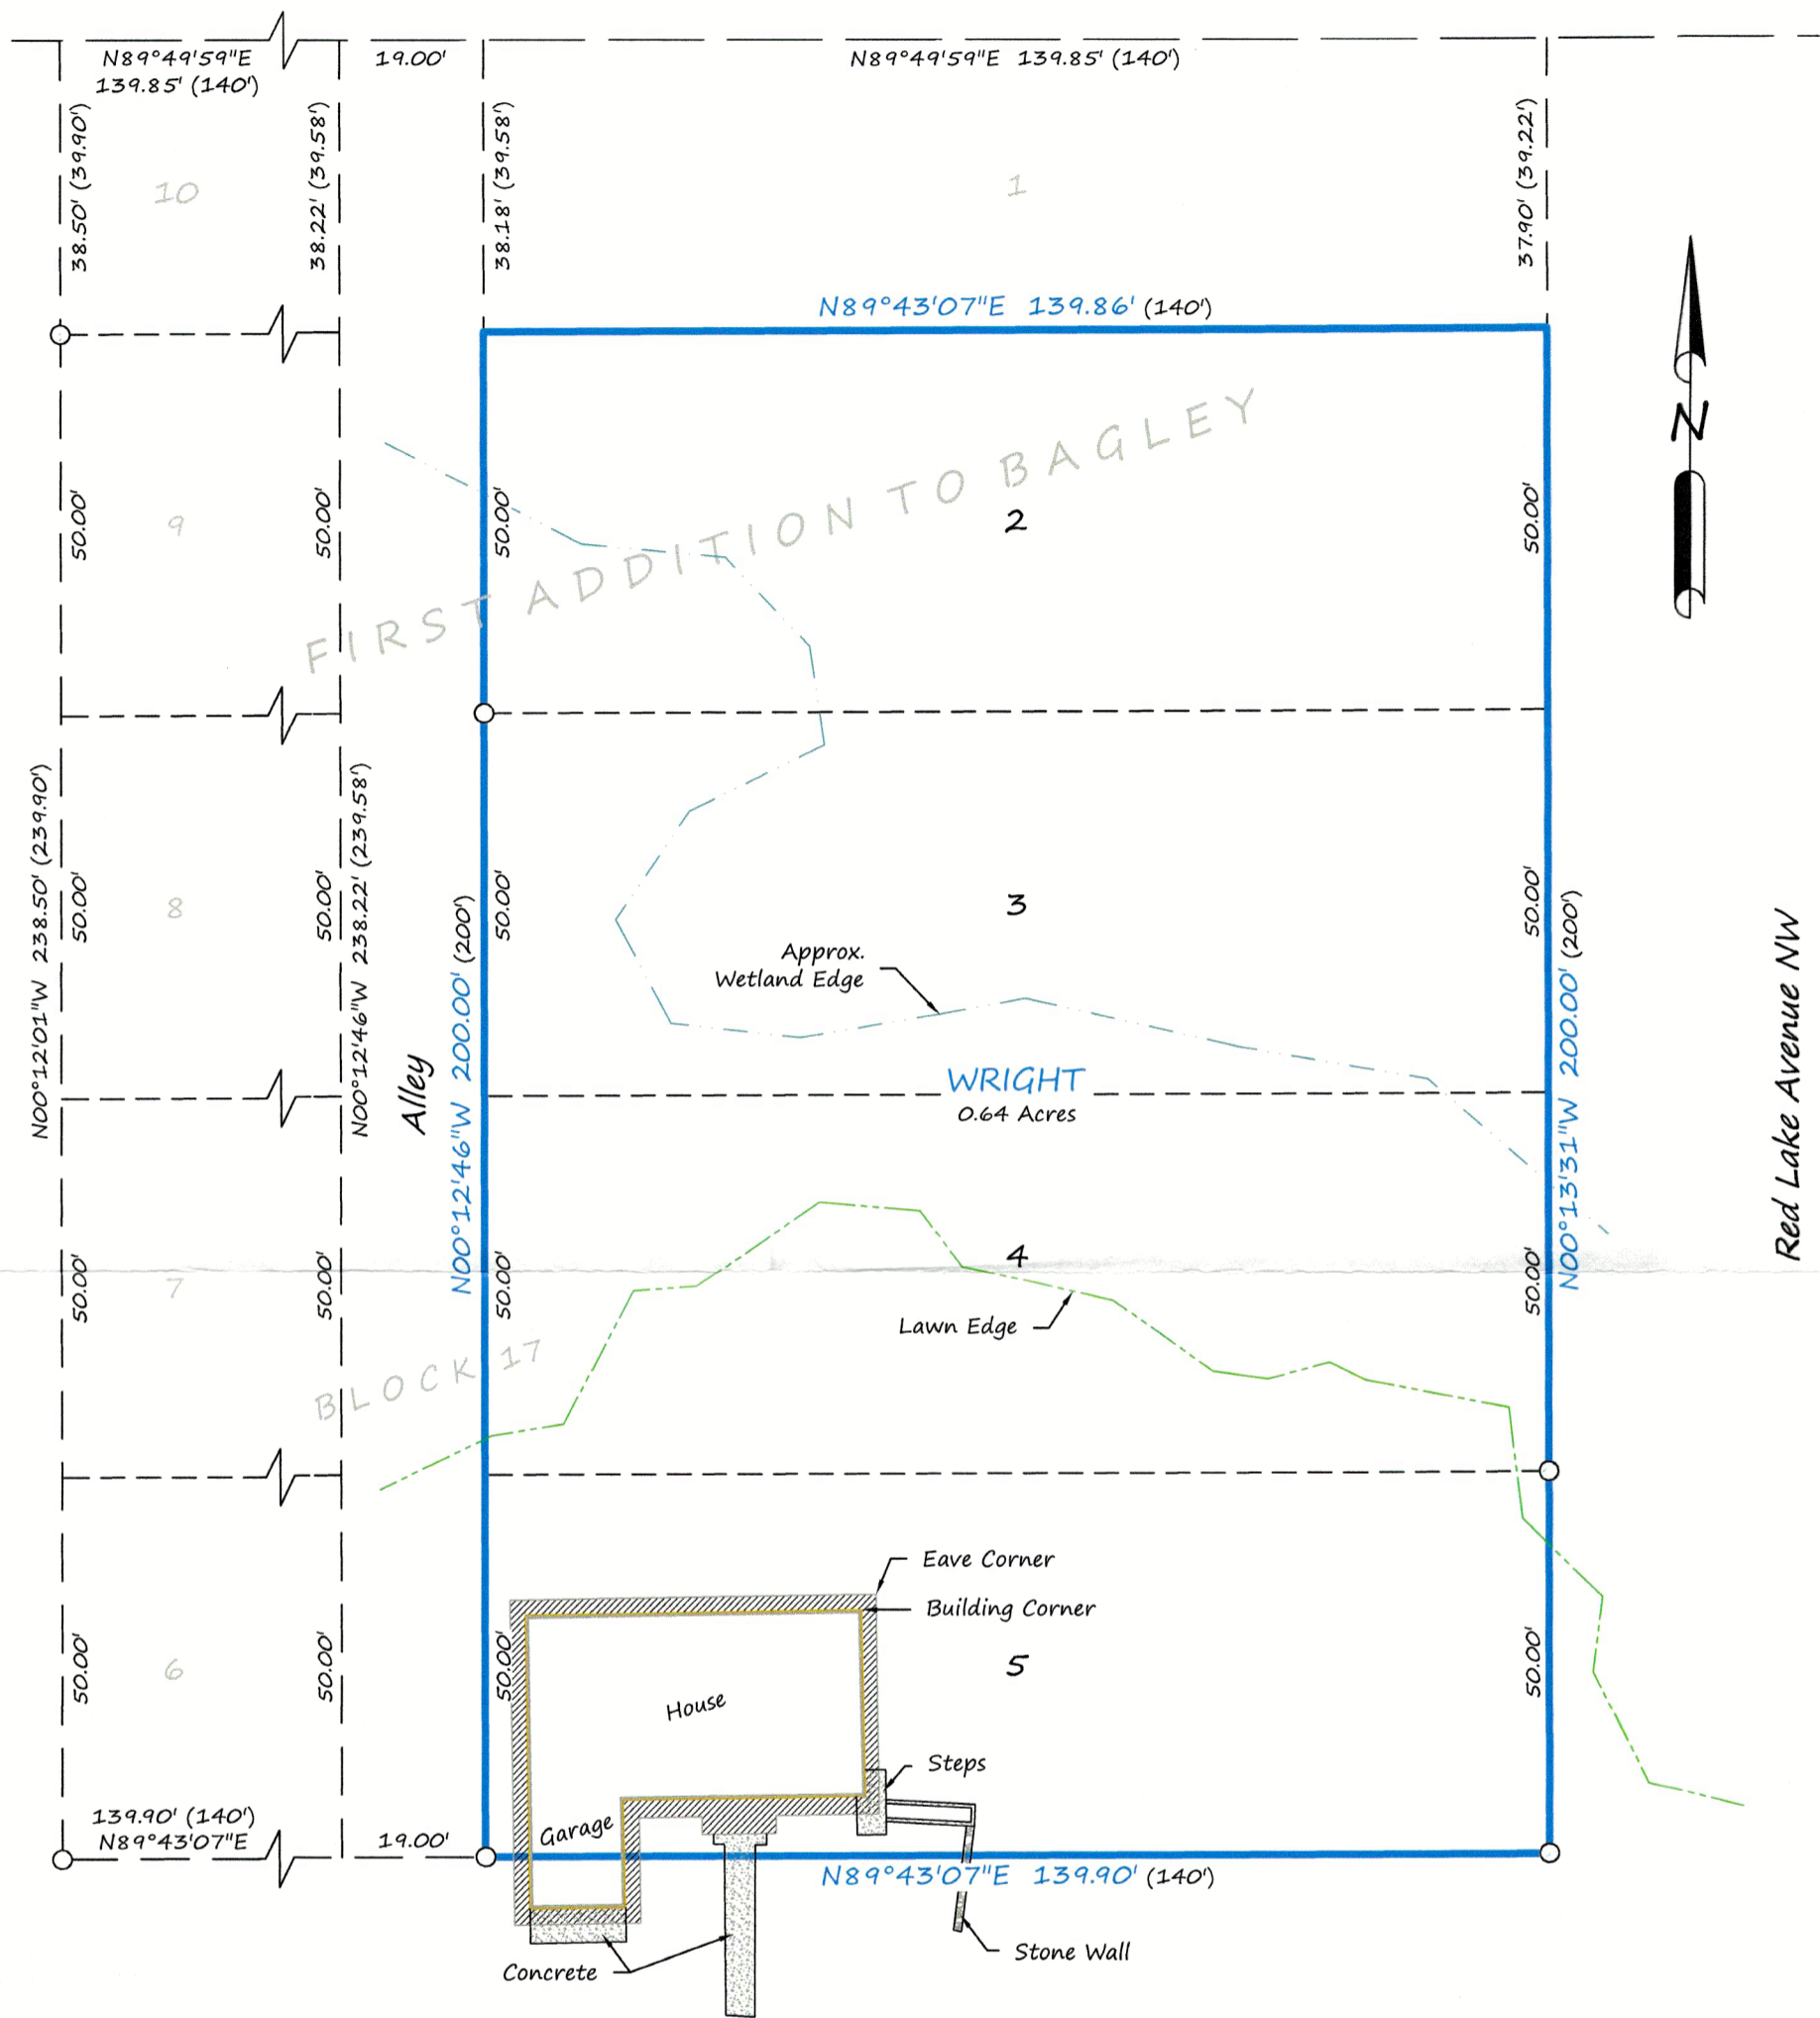 N89°49'59"E
139.85' (140')
19.00'
N89°49'59"E 139.85' (140')
38.50' (39.90')
38.22' (39.58')
38.18' (39.58')
37.90' (39.22')
10
1
N89°43'07"E 139.86' (140')
N
FIRST ADDITION TO BAGLEY
50.00'
9
50.00'
50.00'
2
50.00'
N00°12'01"W 238.50' (239.90')
50.00'
8
50.00'
N00°12'46"W 238.22' (239.58')
Alley
N00°12'46"W 200.00' (200')
50.00'
3
50.00'
N00°13'31"W 200.00' (200')
Red Lake Avenue NW
Approx.
Wetland Edge
WRIGHT
0.64 Acres
50.00'
7
50.00'
50.00'
4
50.00'
Lawn Edge
BLOCK 17
Eave Corner
Building Corner
50.00'
6
50.00'
50.00'
5
50.00'
House
Steps
Garage
139.90' (140')
N89°43'07"E
19.00'
N89°43'07"E 139.90' (140')
Stone Wall
Concrete